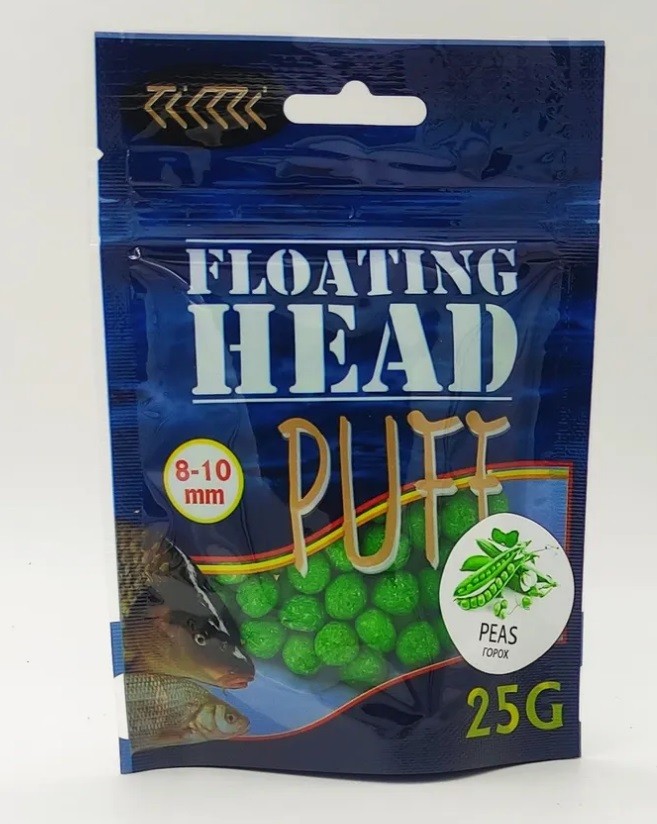 FLOATING
HEAD
PUFF
8-10
mm
PEAS
ГОРОХ
25G